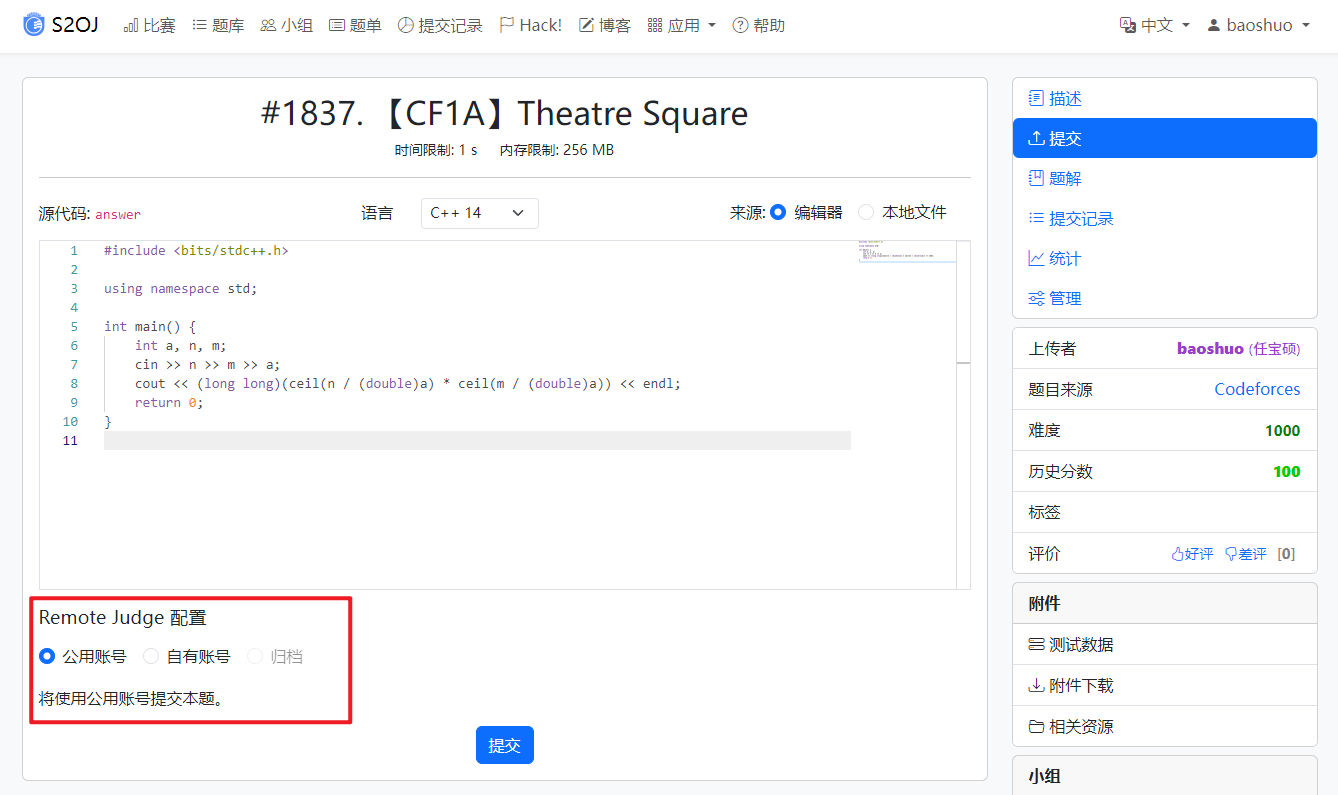 S2OJ 比赛 题库 小组 题单 提交记录 Hack! 博客 应用 帮助 中文 baoshuo
#1837. 【CF1A】Theatre Square
时间限制: 1 s 内存限制: 256 MB
源代码: answer 语言 C++ 14 来源: 编辑器 本地文件
1 #include <bits/stdc++.h>
2
3 using namespace std;
4
5 int main() {
6 int a, n, m;
7 cin >> n >> m >> a;
8 cout << (long long)(ceil(n / (double)a) * ceil(m / (double)a)) << endl;
9 return 0;
10 }
11
Remote Judge 配置
公用账号 自有账号 归档
将使用公用账号提交本题。
提交
描述
提交
题解
提交记录
统计
管理
上传者 baoshuo (任宝硕)
题目来源 Codeforces
难度 1000
历史分数 100
标签
评价 好评 差评 [0]
附件
测试数据
附件下载
相关资源
小组